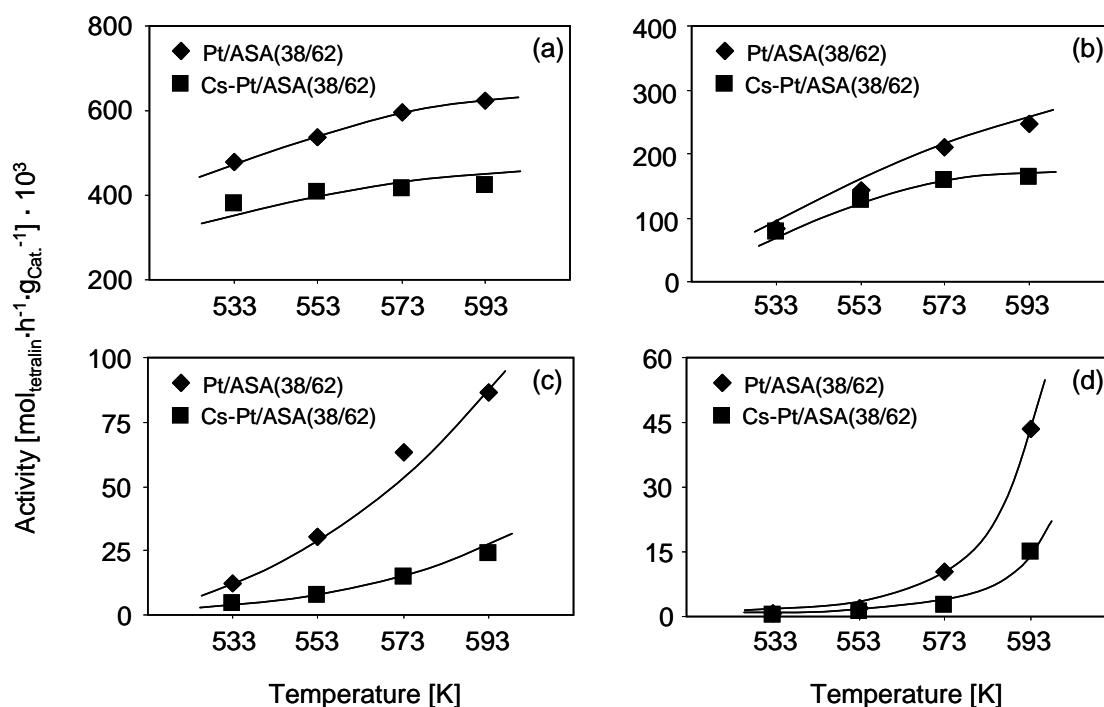 Activity [mol_tetralin·h⁻¹·g_Cat.⁻¹] · 10³
(a)
Pt/ASA(38/62)
Cs-Pt/ASA(38/62)
800
600
400
200
533 553 573 593
(b)
Pt/ASA(38/62)
Cs-Pt/ASA(38/62)
400
300
200
100
0
533 553 573 593
(c)
Pt/ASA(38/62)
Cs-Pt/ASA(38/62)
100
75
50
25
0
533 553 573 593
Temperature [K]
(d)
Pt/ASA(38/62)
Cs-Pt/ASA(38/62)
60
45
30
15
0
533 553 573 593
Temperature [K]